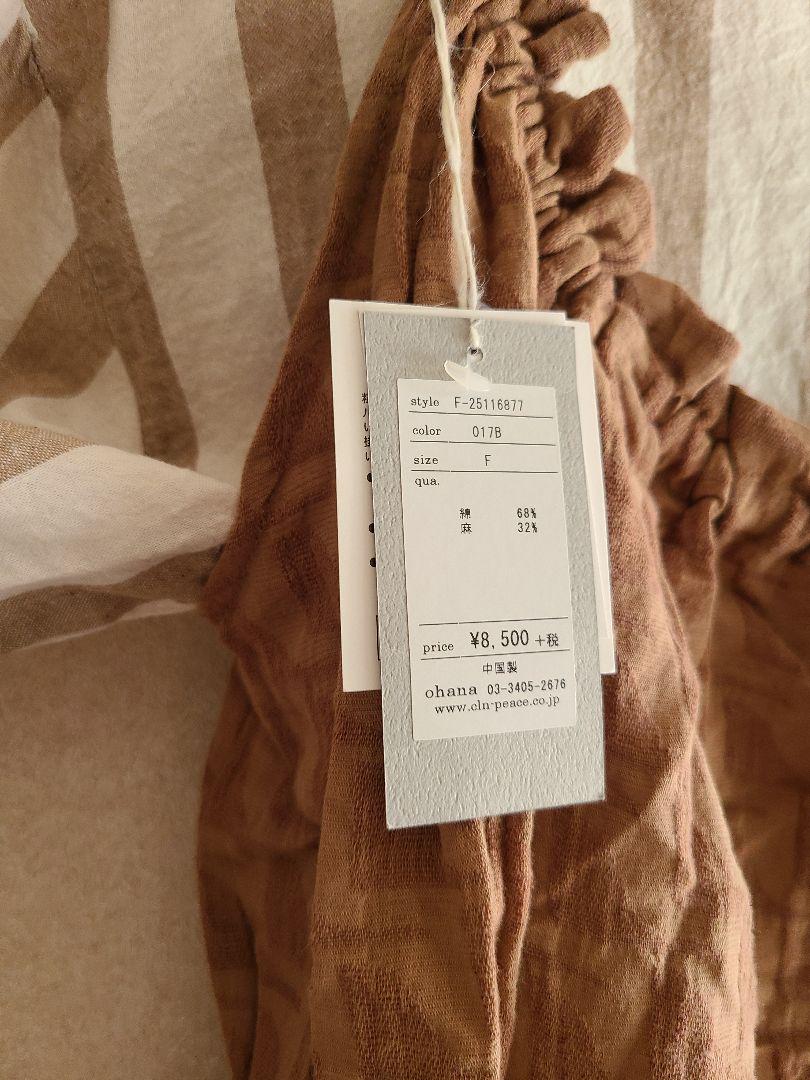 style F-25116877
color 017B
size F
qua.
綿 68%
麻 32%
price ¥8,500 +税
中国製
ohana 03-3405-2676
www.cln-peace.co.jp